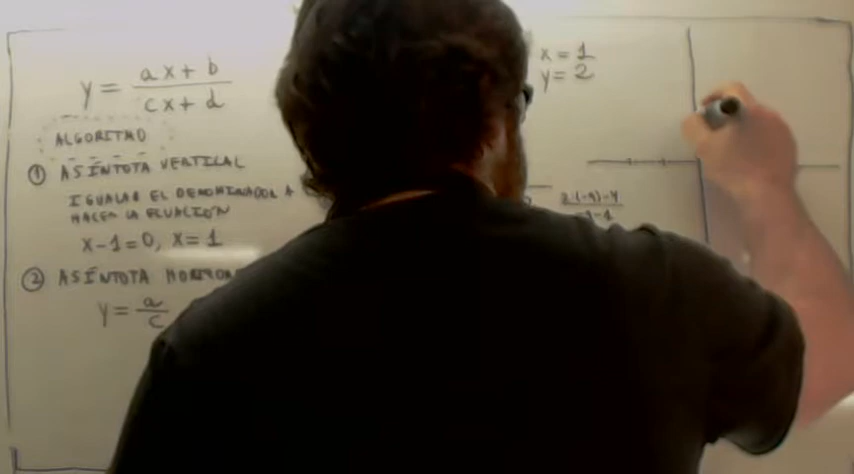 y = ax + b / cx + d
ALGORITMO
① ASÍNTOTA VERTICAL
IGUALAR EL DENOMINADOR A
HACER LA ECUACIÓN
x-1=0, x=1
② ASÍNTOTA
y = a/c
x = 1
y = 2
2·(-1)-4 / -1-1